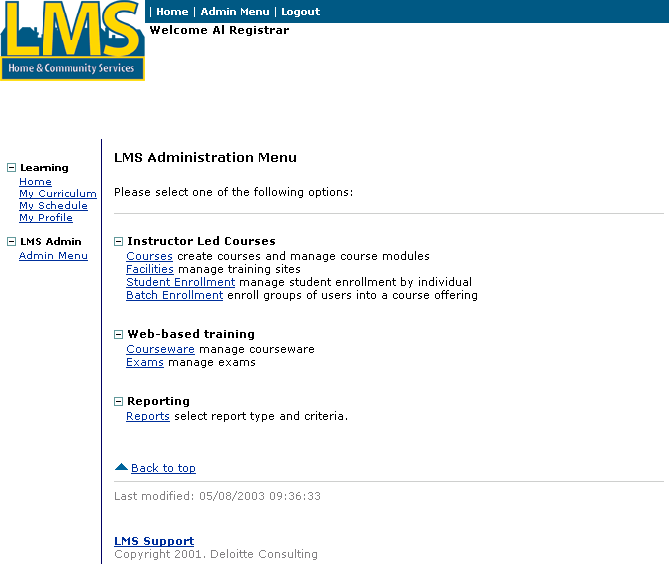 LMS
Home & Community Services
| Home | Admin Menu | Logout
Welcome Al Registrar
Learning
Home
My Curriculum
My Schedule
My Profile
LMS Admin
Admin Menu
LMS Administration Menu
Please select one of the following options:
Instructor Led Courses
Courses create courses and manage course modules
Facilities manage training sites
Student Enrollment manage student enrollment by individual
Batch Enrollment enroll groups of users into a course offering
Web-based training
Courseware manage courseware
Exams manage exams
Reporting
Reports select report type and criteria.
Back to top
Last modified: 05/08/2003 09:36:33
LMS Support
Copyright 2001. Deloitte Consulting